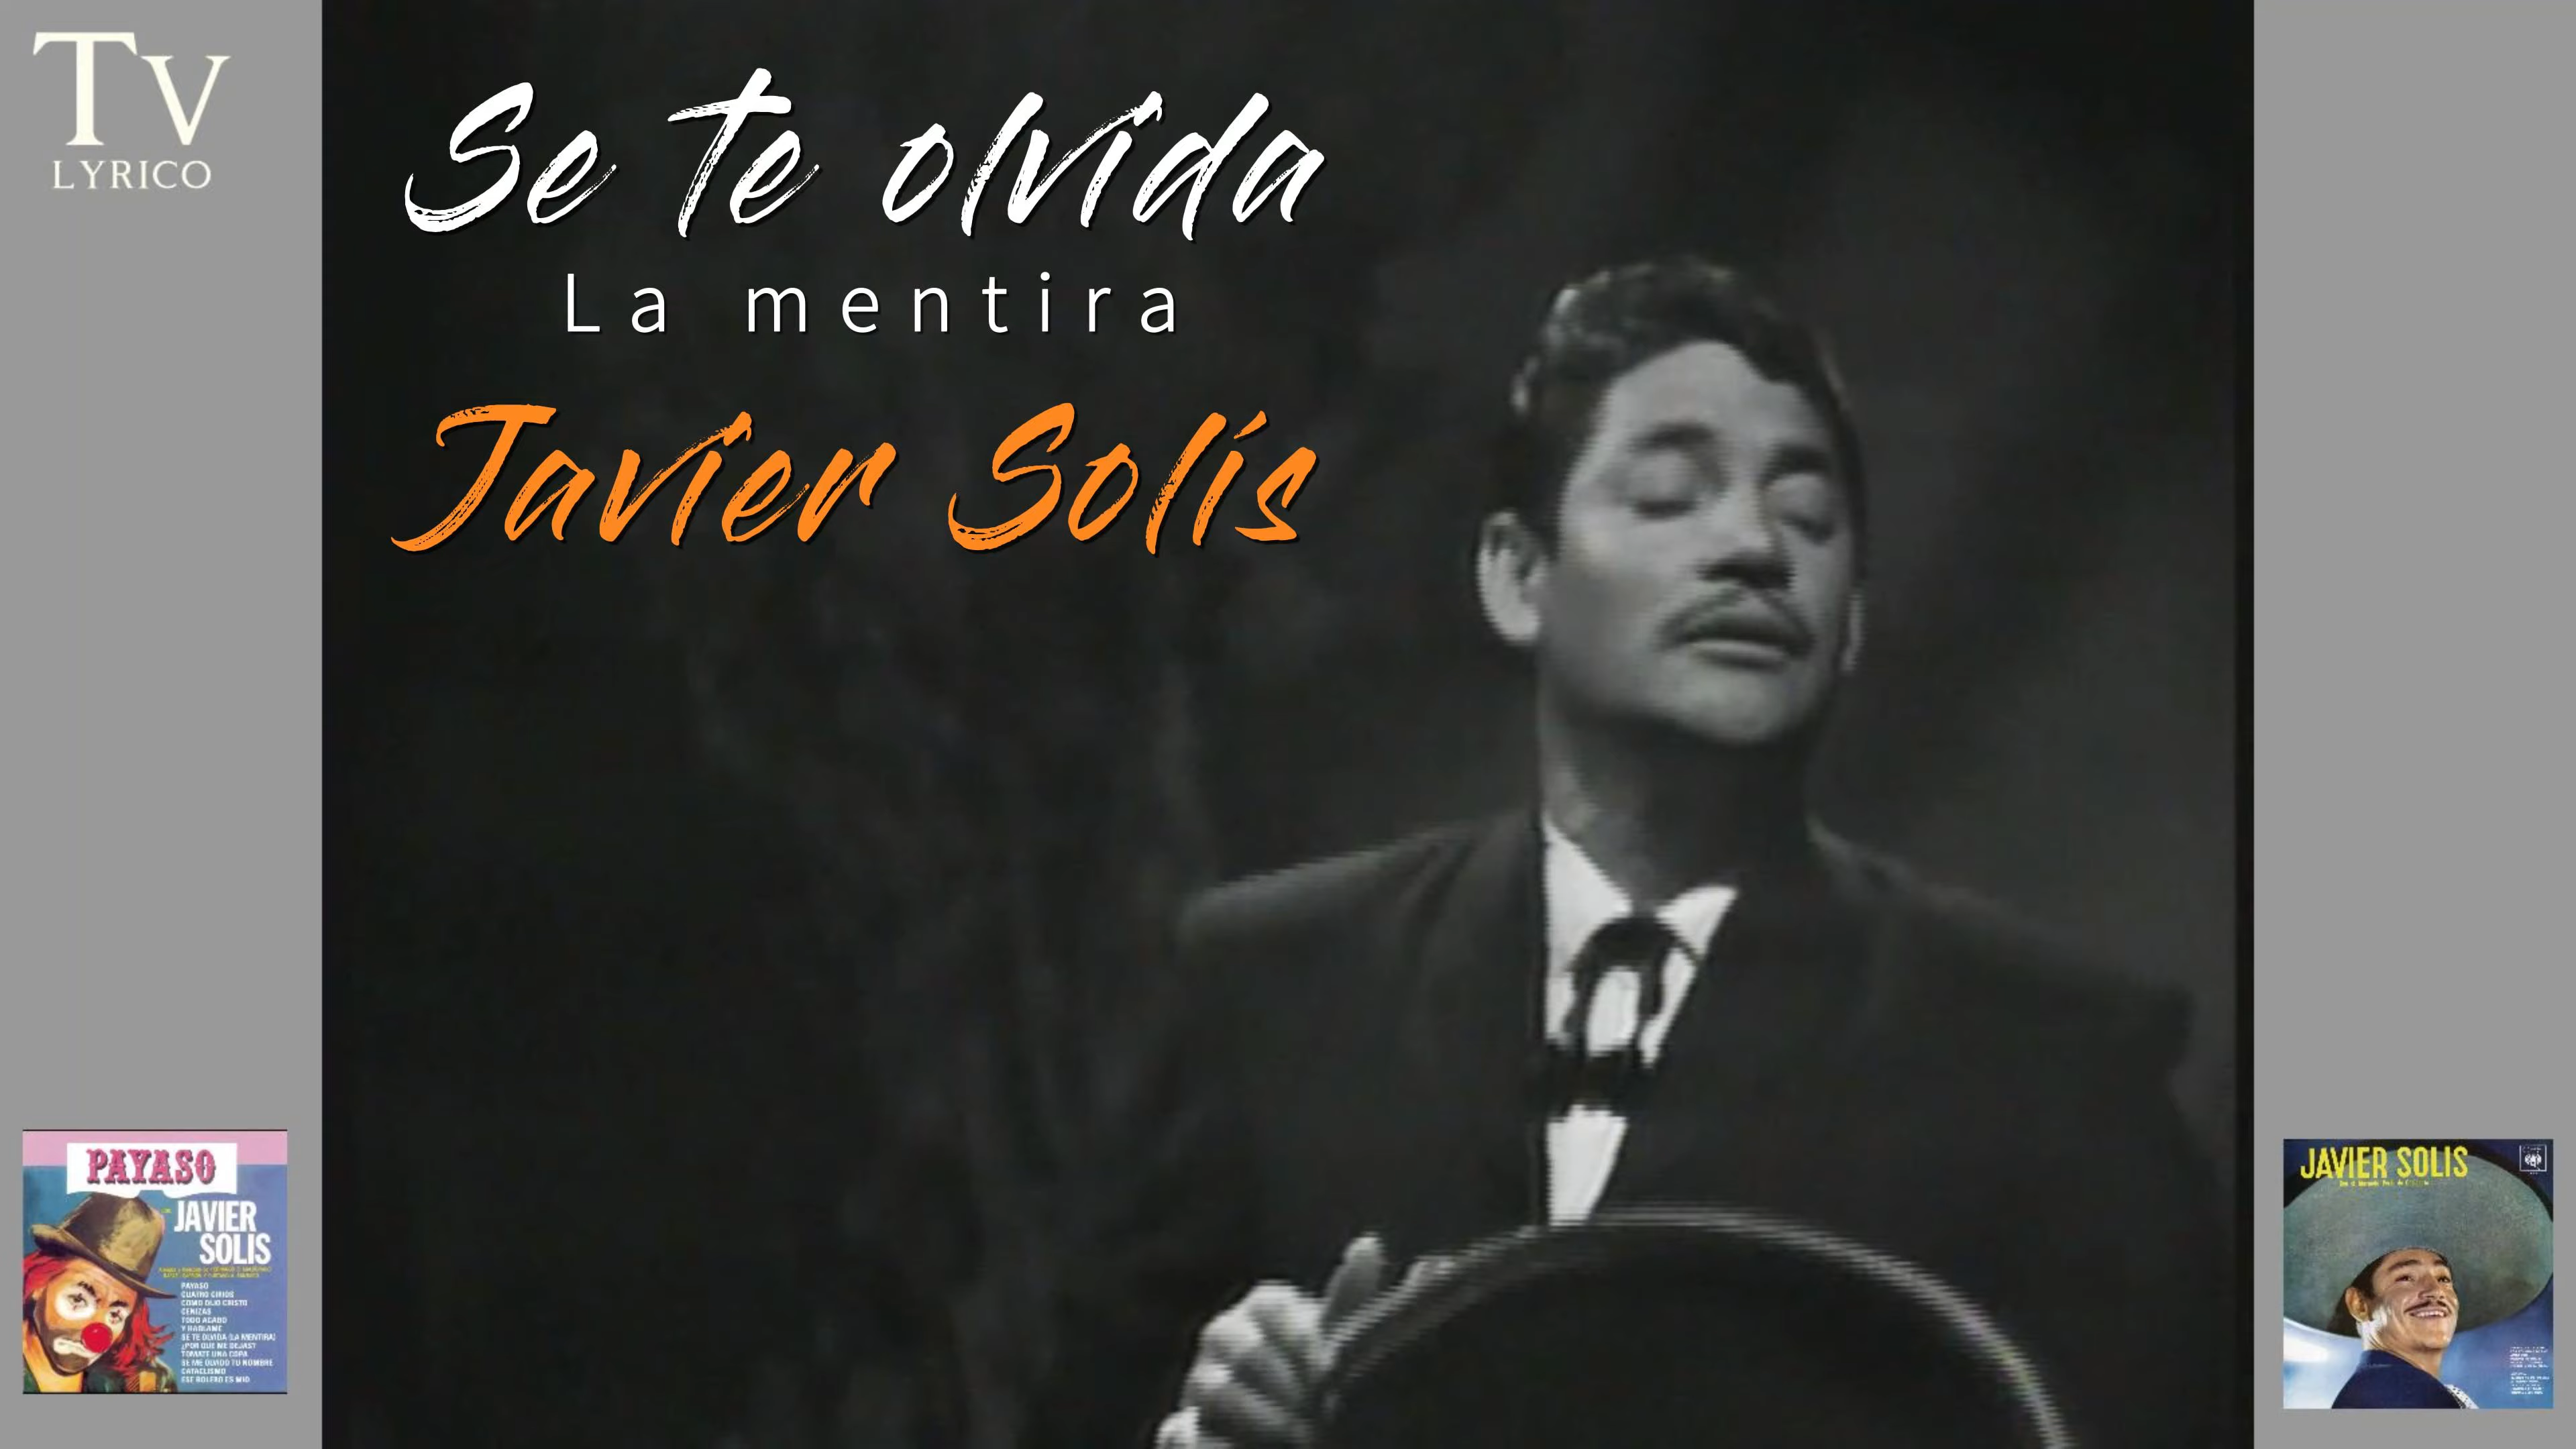 TV
LYRICO
Se te olvida
La mentira
Javier Solís
PAYASO
JAVIER
SOLIS
PAYASO
CUATRO CIRIOS
COMO DIJO CRISTO
CENIZAS
TODO ACABO
Y HABLAME
SE TE OLVIDA (LA MENTIRA)
¿POR QUE ME DEJAS?
TOMATE UNA COPA
SE ME OLVIDO TU NOMBRE
CATACLISMO
ESE BOLERO ES MIO
JAVIER SOLIS